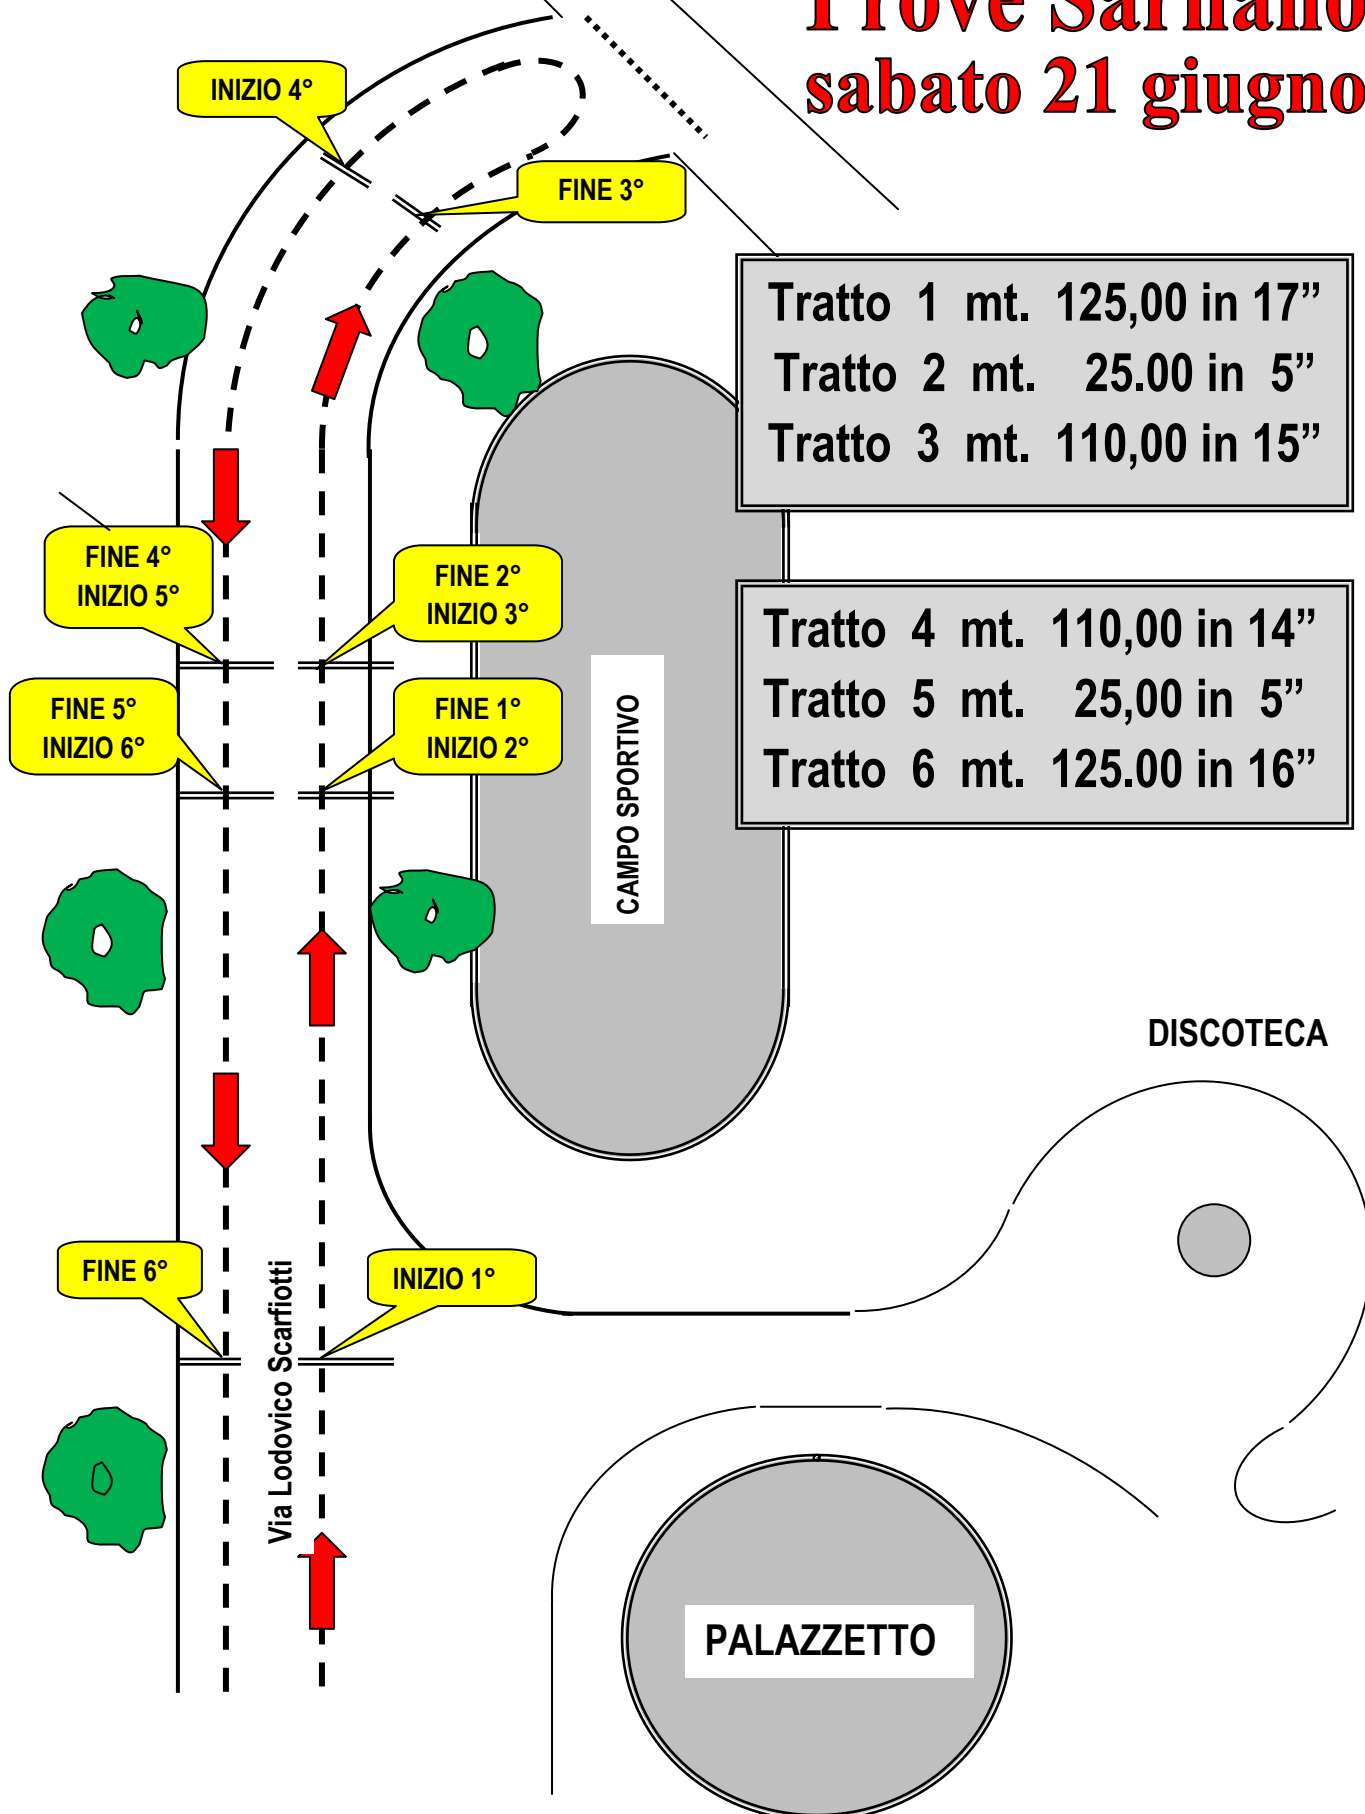 Prove Sarnano
sabato 21 giugno
INIZIO 4°
FINE 3°
Tratto 1 mt. 125,00 in 17”
Tratto 2 mt. 25.00 in 5”
Tratto 3 mt. 110,00 in 15”
FINE 4°
INIZIO 5°
FINE 2°
INIZIO 3°
Tratto 4 mt. 110,00 in 14”
Tratto 5 mt. 25,00 in 5”
Tratto 6 mt. 125.00 in 16”
FINE 5°
INIZIO 6°
FINE 1°
INIZIO 2°
CAMPO SPORTIVO
DISCOTECA
FINE 6°
INIZIO 1°
Via Lodovico Scarfiotti
PALAZZETTO